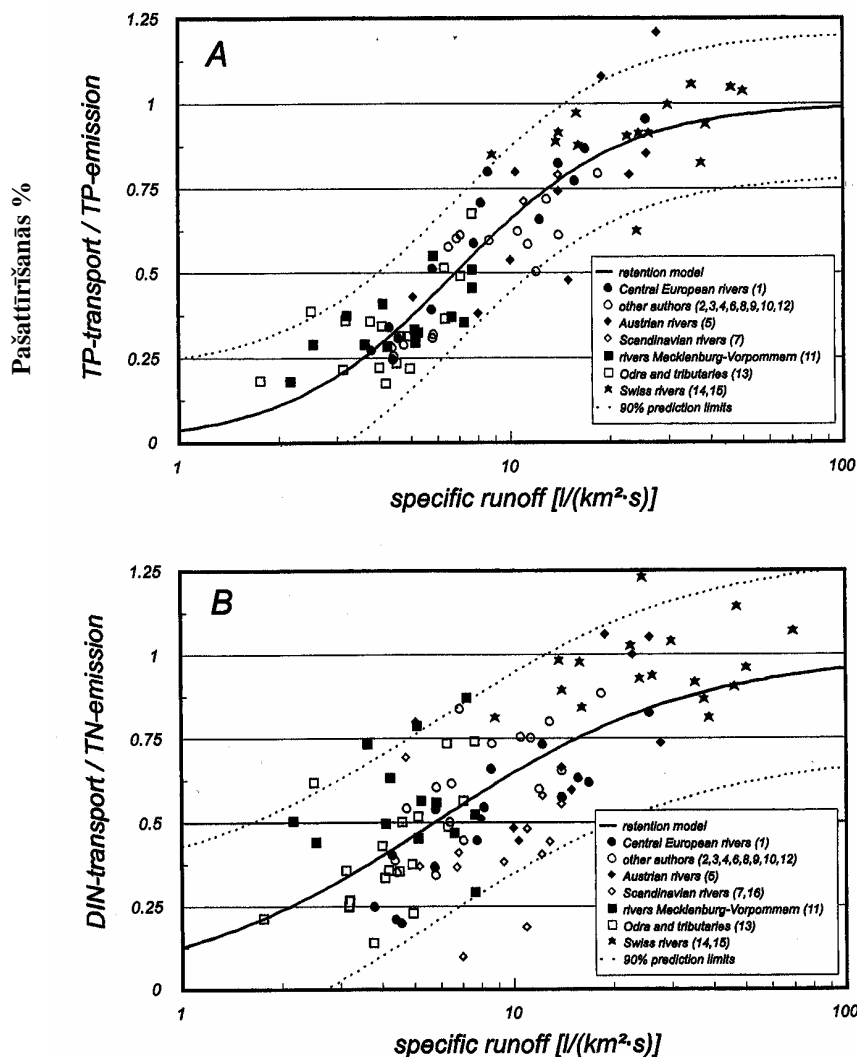 Pašattīrīšanās %
A
TP-transport / TP-emission
1.25
1
0.75
0.5
0.25
0
retention model
Central European rivers (1)
other authors (2,3,4,6,8,9,10,12)
Austrian rivers (5)
Scandinavian rivers (7)
rivers Mecklenburg-Vorpommern (11)
Odra and tributaries (13)
Swiss rivers (14,15)
90% prediction limits
1
10
100
specific runoff [l/(km²·s)]
B
DIN-transport / TN-emission
1.25
1
0.75
0.5
0.25
0
retention model
Central European rivers (1)
other authors (2,3,4,6,8,9,10,12)
Austrian rivers (5)
Scandinavian rivers (7,16)
rivers Mecklenburg-Vorpommern (11)
Odra and tributaries (13)
Swiss rivers (14,15)
90% prediction limits
1
10
100
specific runoff [l/(km²·s)]